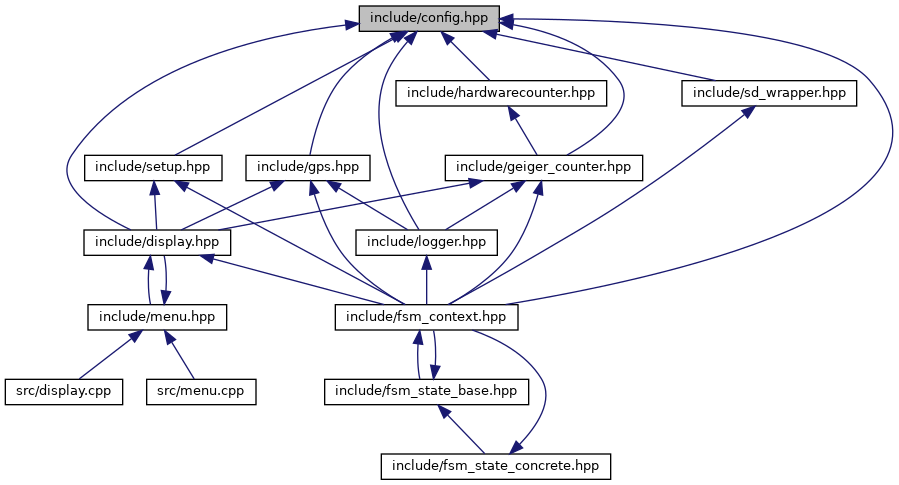 include/config.hpp
include/hardwarecounter.hpp
include/sd_wrapper.hpp
include/setup.hpp
include/gps.hpp
include/geiger_counter.hpp
include/display.hpp
include/logger.hpp
include/menu.hpp
include/fsm_context.hpp
src/display.cpp
src/menu.cpp
include/fsm_state_base.hpp
include/fsm_state_concrete.hpp